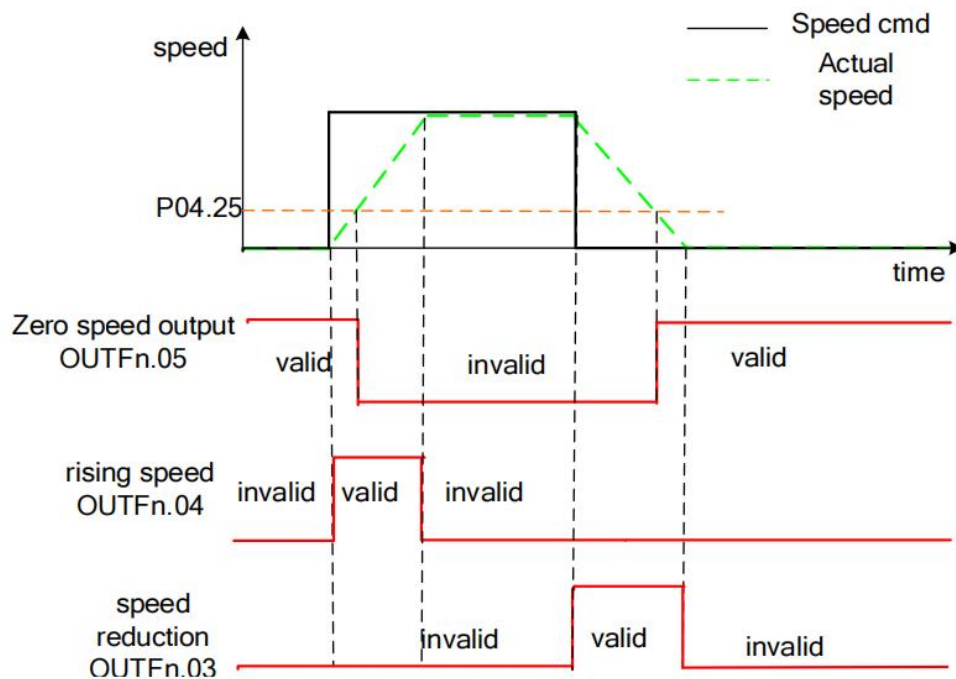 Speed cmd
speed
Actual
speed
P04.25
time
Zero speed output
OUTFn.05
valid
invalid
valid
rising speed
OUTFn.04
invalid
valid
invalid
speed
reduction
OUTFn.03
invalid
valid
invalid